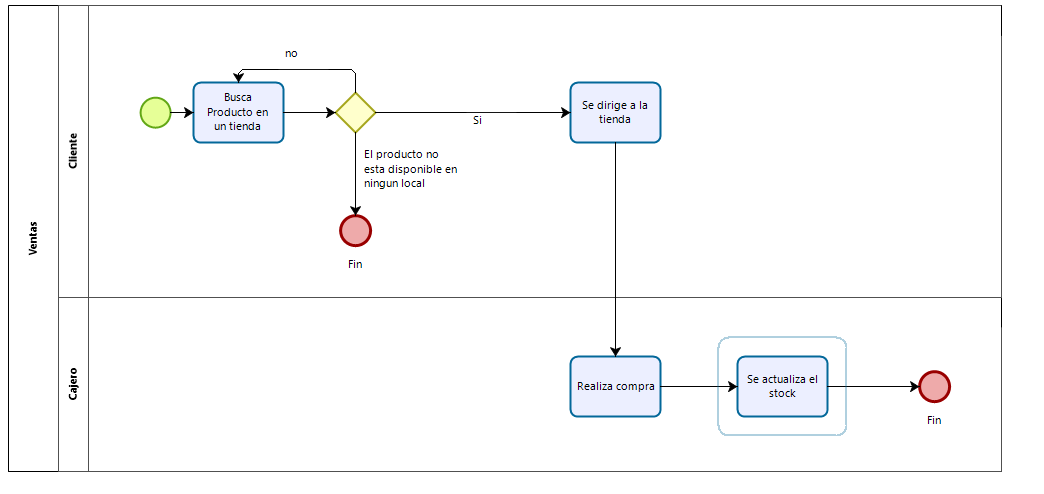 Ventas
Cliente
no
Busca
Producto en
un tienda
Si
Se dirige a la
tienda
El producto no
esta disponible en
ningun local
Fin
Cajero
Realiza compra
Se actualiza el
stock
Fin